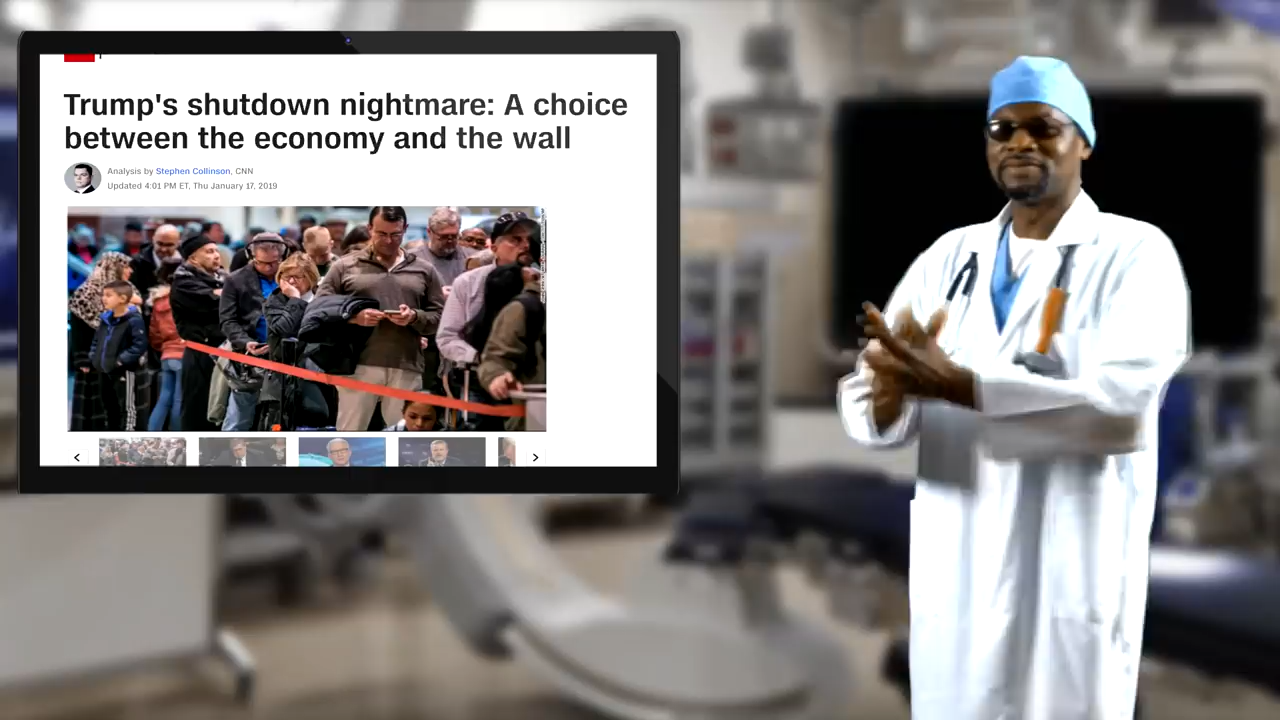 Trump's shutdown nightmare: A choice
between the economy and the wall
Analysis by Stephen Collinson, CNN
Updated 4:01 PM ET, Thu January 17, 2019